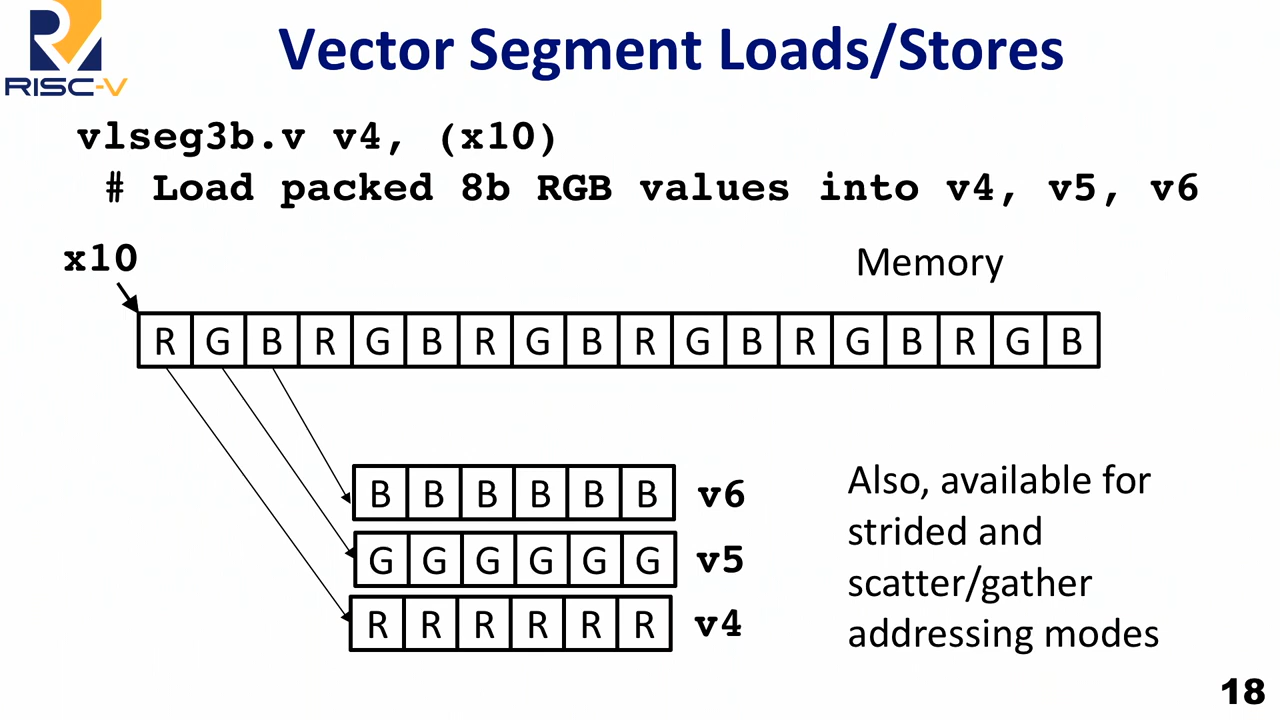 RISC-V
Vector Segment Loads/Stores
vlseg3b.v v4, (x10)
# Load packed 8b RGB values into v4, v5, v6
x10
Memory
R G B R G B R G B R G B R G B R G B
B B B B B B v6
G G G G G G v5
R R R R R R v4
Also, available for
strided and
scatter/gather
addressing modes
18